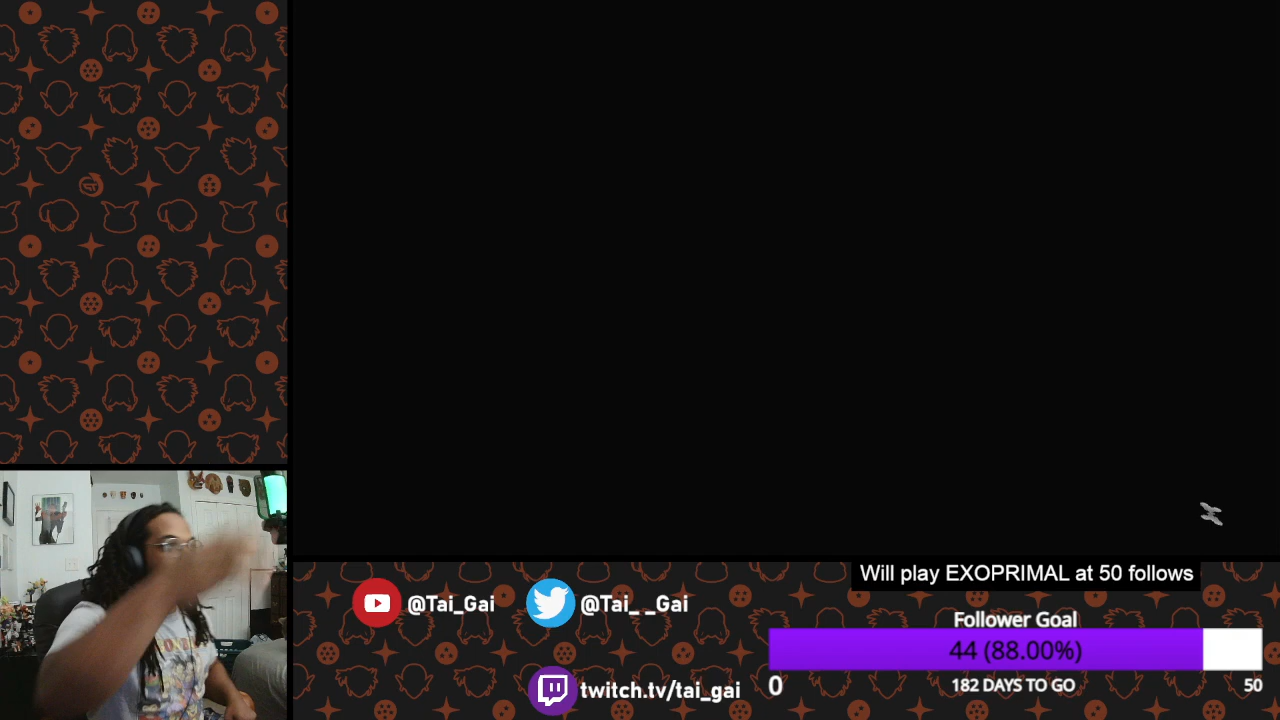 Will play EXOPRIMAL at 50 follows
@Tai_Gai
@Tai_ _Gai
Follower Goal
44 (88.00%)
0
182 DAYS TO GO
50
twitch.tv/tai_gai